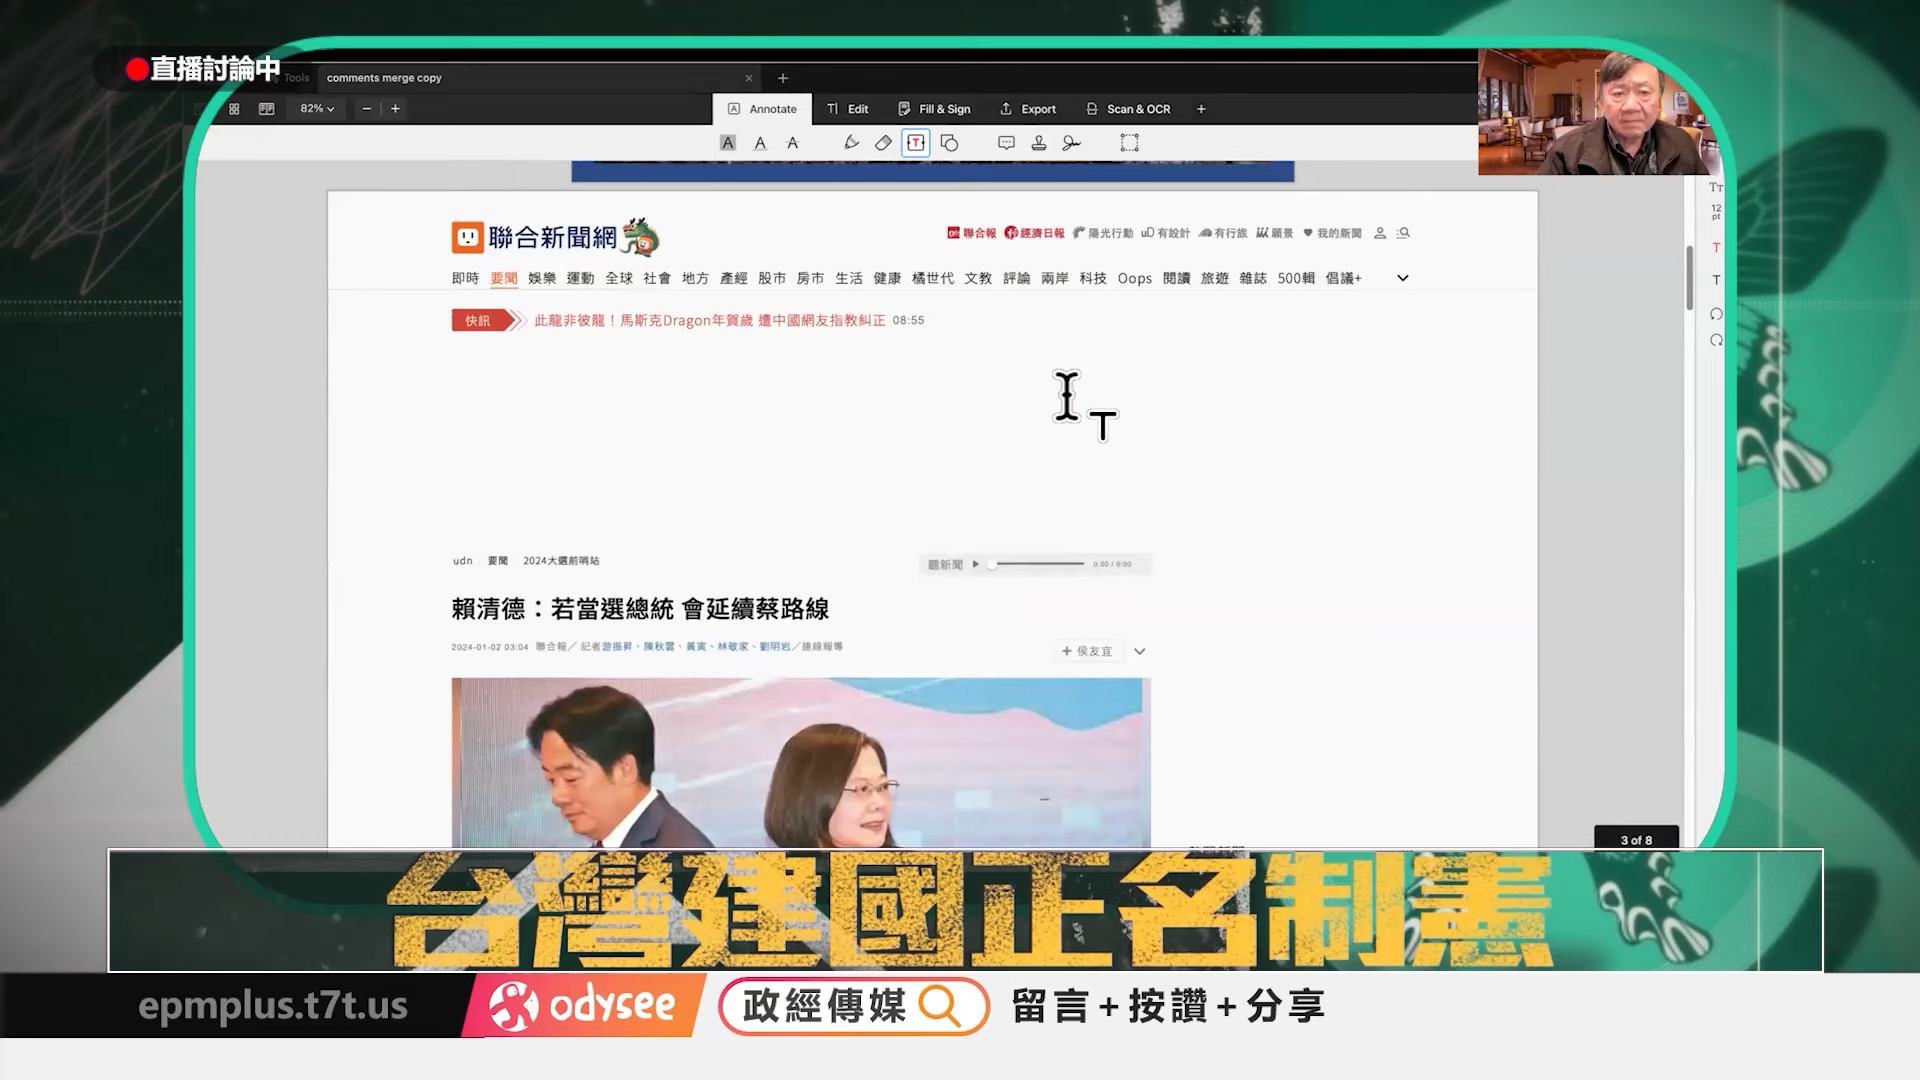 直播討論中
Tools
comments merge copy
82%
Annotate
Edit
Fill & Sign
Export
Scan & OCR
12
pt
聯合新聞網
聯合報 經濟日報 陽光行動 uD有設計 有行旅 願景 我的新聞
即時 要聞 娛樂 運動 全球 社會 地方 產經 股市 房市 生活 健康 橘世代 文教 評論 兩岸 科技 Oops 閱讀 旅遊 雜誌 500輯 倡議+
快訊 此龍非彼龍！馬斯克Dragon年賀歲 遭中國網友指教糾正 08:55
udn 要聞 2024大選前哨站
聽新聞 0:00 / 0:00
賴清德：若當選總統 會延續蔡路線
2024-01-02 03:04 聯合報／ 記者游振昇、陳秋雲、黃寅、林敬家、劉明岩／連線報導
+ 侯友宜
3 of 8
台灣建國正名制憲
epmplus.t7t.us
odysee
政經傳媒
留言+按讚+分享